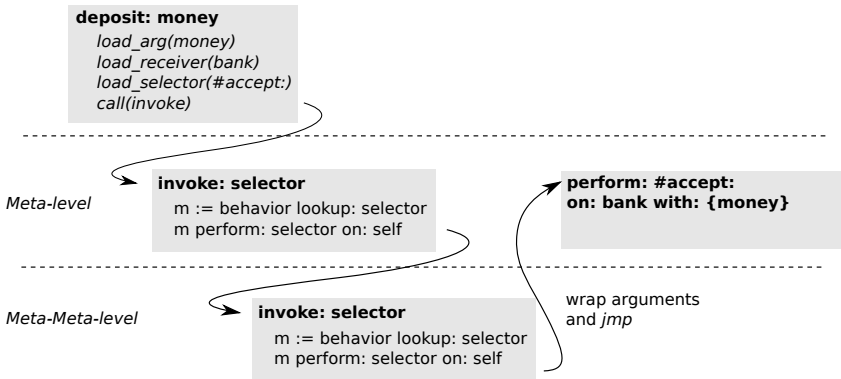 deposit: money
load_arg(money)
load_receiver(bank)
load_selector(#accept:)
call(invoke)
Meta-level
invoke: selector
m := behavior lookup: selector
m perform: selector on: self
perform: #accept:
on: bank with: {money}
Meta-Meta-level
invoke: selector
m := behavior lookup: selector
m perform: selector on: self
wrap arguments
and jmp